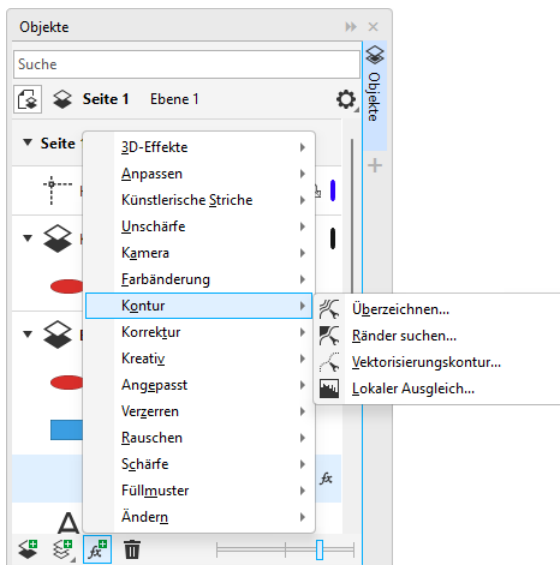 Objekte
Suche
Seite 1 Ebene 1
Objekte
Seite
3D-Effekte
Anpassen
Künstlerische Striche
Unschärfe
Kamera
Farbänderung
Kontur
Korrektur
Kreativ
Angepasst
Verzerren
Rauschen
Schärfe
Füllmuster
Ändern
Überzeichnen...
Ränder suchen...
Vektorisierungskontur...
Lokaler Ausgleich...
fx
A
fx